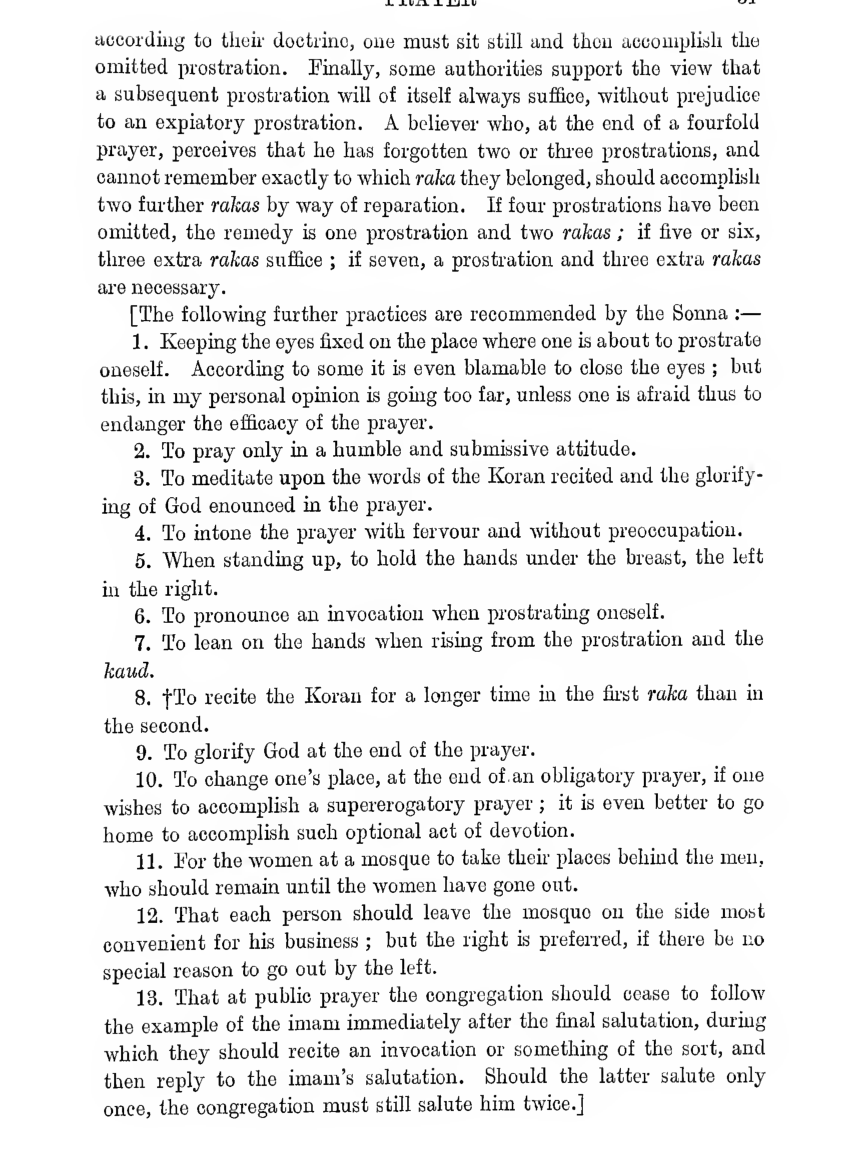 PRAYER
according to their doctrine, one must sit still and then accomplish the
omitted prostration. Finally, some authorities support the view that
a subsequent prostration will of itself always suffice, without prejudice
to an expiatory prostration. A believer who, at the end of a fourfold
prayer, perceives that he has forgotten two or three prostrations, and
cannot remember exactly to which raka they belonged, should accomplish
two further rakas by way of reparation. If four prostrations have been
omitted, the remedy is one prostration and two rakas ; if five or six,
three extra rakas suffice ; if seven, a prostration and three extra rakas
are necessary.
[The following further practices are recommended by the Sonna :—
1. Keeping the eyes fixed on the place where one is about to prostrate
oneself. According to some it is even blamable to close the eyes ; but
this, in my personal opinion is going too far, unless one is afraid thus to
endanger the efficacy of the prayer.
2. To pray only in a humble and submissive attitude.
3. To meditate upon the words of the Koran recited and the glorify-
ing of God enounced in the prayer.
4. To intone the prayer with fervour and without preoccupation.
5. When standing up, to hold the hands under the breast, the left
in the right.
6. To pronounce an invocation when prostrating oneself.
7. To lean on the hands when rising from the prostration and the
kaud.
8. †To recite the Koran for a longer time in the first raka than in
the second.
9. To glorify God at the end of the prayer.
10. To change one's place, at the end of an obligatory prayer, if one
wishes to accomplish a supererogatory prayer ; it is even better to go
home to accomplish such optional act of devotion.
11. For the women at a mosque to take their places behind the men,
who should remain until the women have gone out.
12. That each person should leave the mosque on the side most
convenient for his business ; but the right is preferred, if there be no
special reason to go out by the left.
13. That at public prayer the congregation should cease to follow
the example of the imam immediately after the final salutation, during
which they should recite an invocation or something of the sort, and
then reply to the imam's salutation. Should the latter salute only
once, the congregation must still salute him twice.]